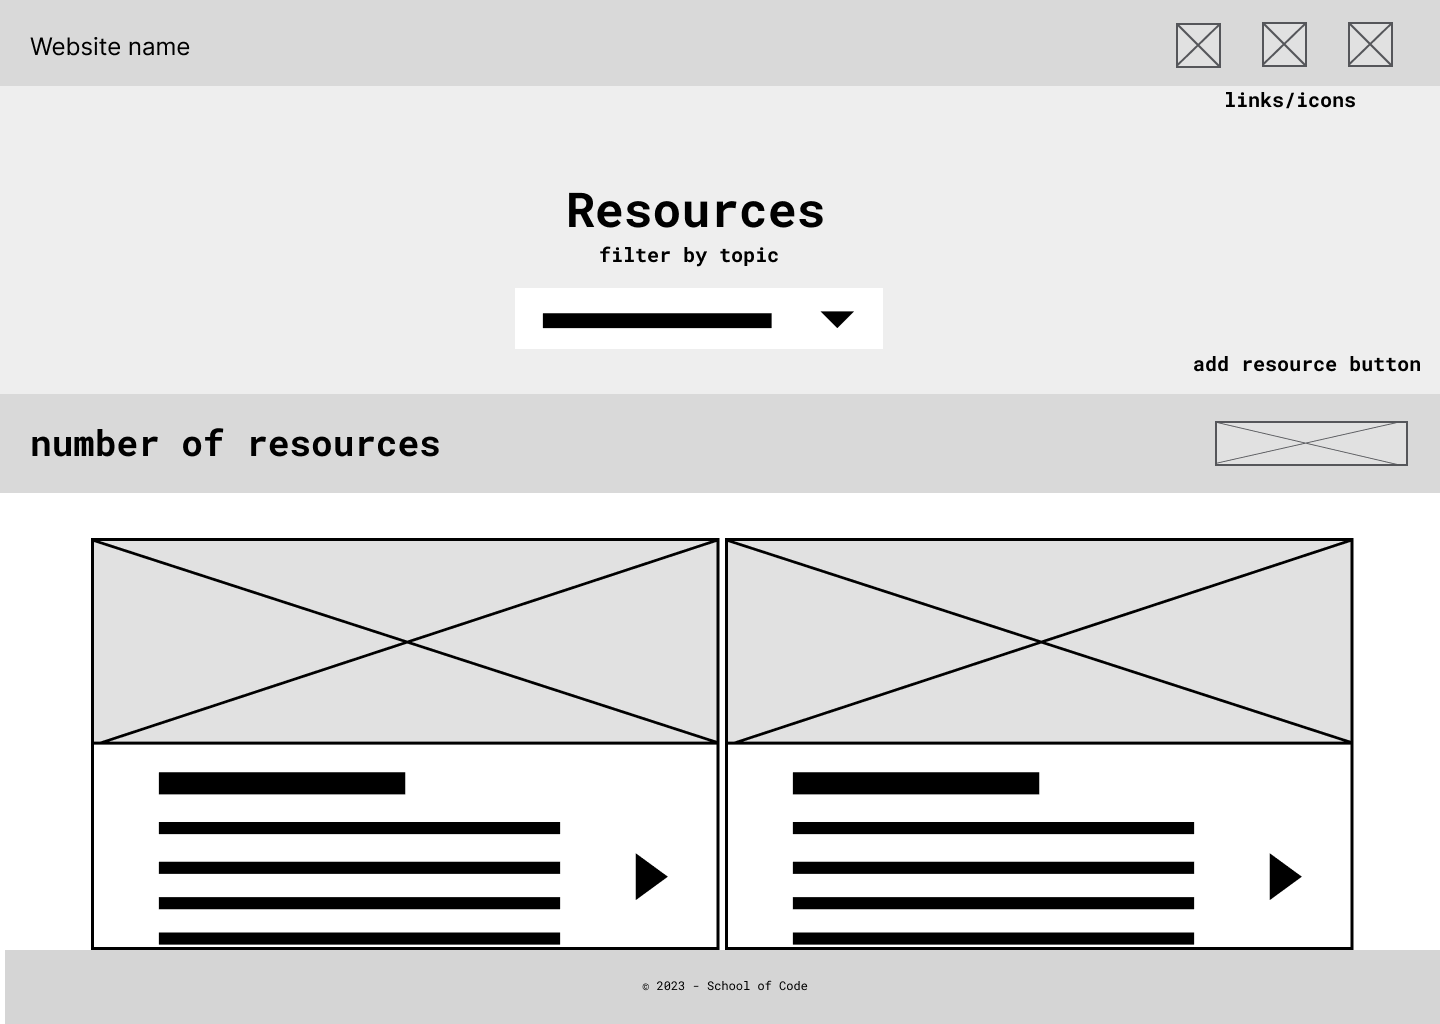 Website name
links/icons
Resources
filter by topic
add resource button
number of resources
© 2023 - School of Code